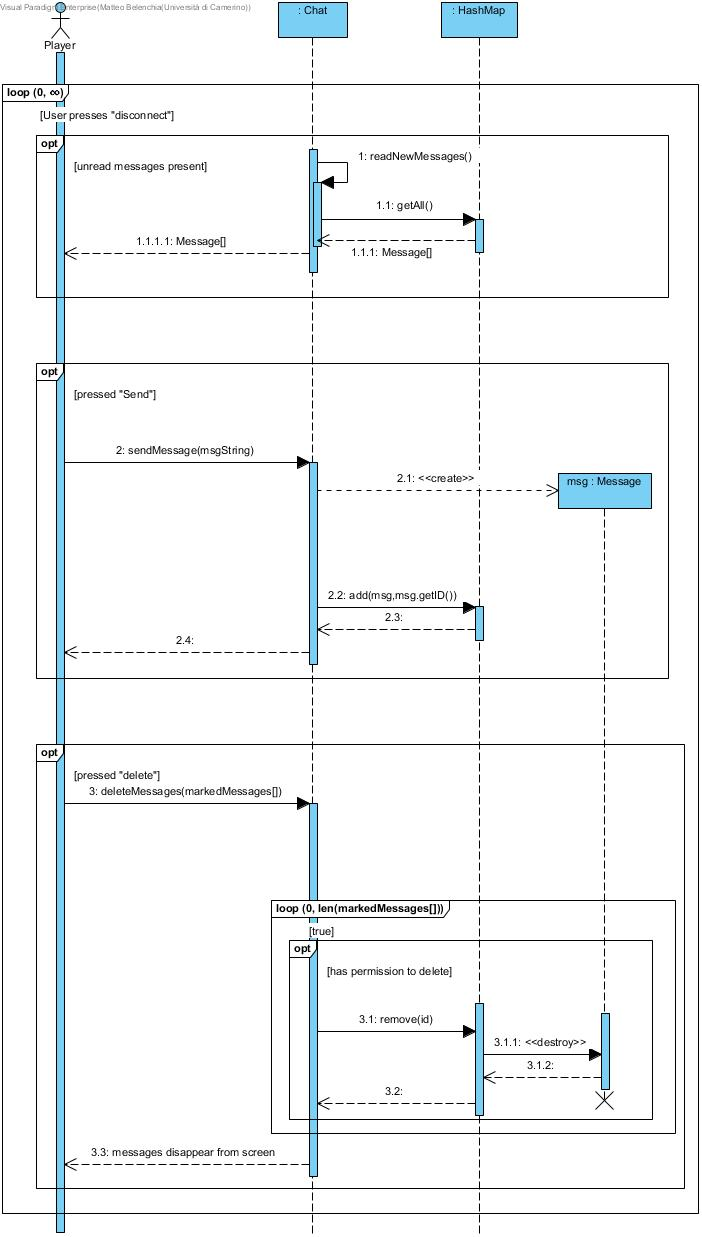 Visual Paradigm Enterprise(Matteo Belenchia(Università di Camerino))
: Chat
: HashMap
Player
loop (0, ∞)
[User presses "disconnect"]
opt
[unread messages present]
1: readNewMessages()
1.1: getAll()
1.1.1.1: Message[]
1.1.1: Message[]
opt
[pressed "Send"]
2: sendMessage(msgString)
2.1: <<create>>
msg : Message
2.2: add(msg,msg.getID())
2.3:
2.4:
opt
[pressed "delete"]
3: deleteMessages(markedMessages[])
loop (0, len(markedMessages[]))
[true]
opt
[has permission to delete]
3.1: remove(id)
3.1.1: <<destroy>>
3.1.2:
3.2:
3.3: messages disappear from screen